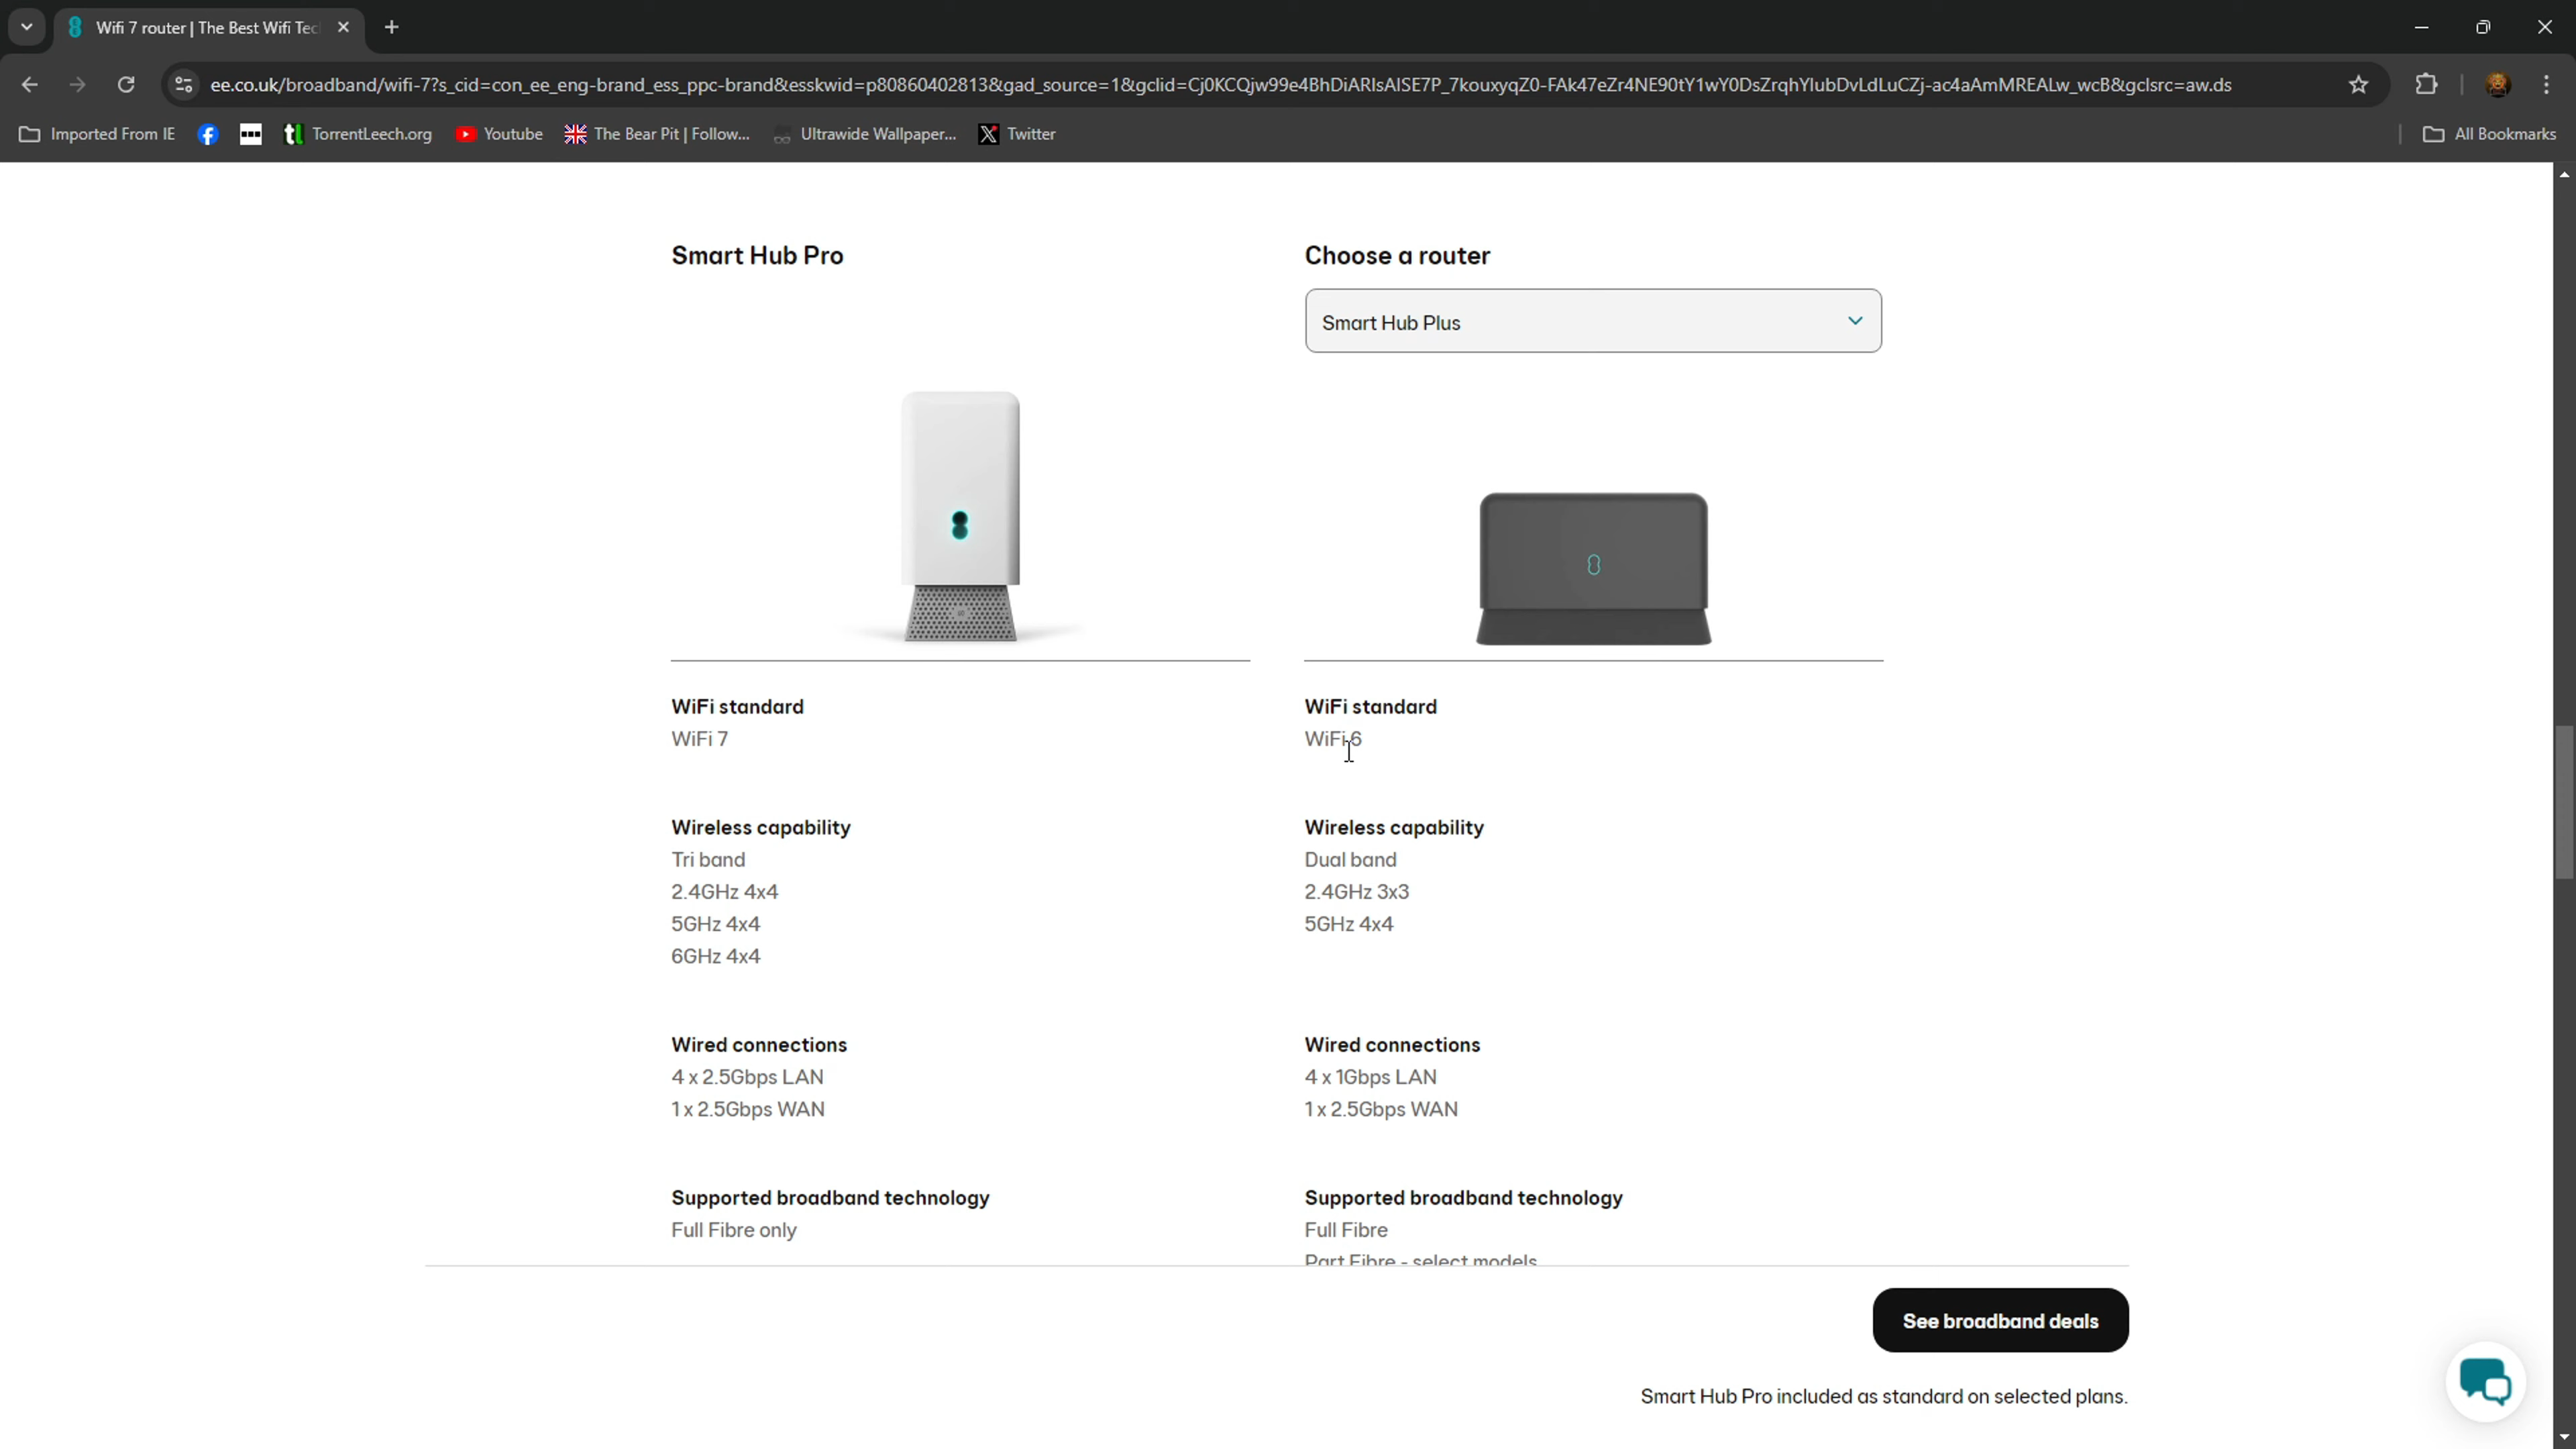 Wifi 7 router | The Best Wifi Tec
ee.co.uk/broadband/wifi-7?s_cid=con_ee_eng-brand_ess_ppc-brand&esskwid=p80860402813&gad_source=1&gclid=Cj0KCQjw99e4BhDiARIsAISE7P_7kouxyqZ0-FAk47eZr4NE90tY1wY0DsZrqhYIubDvLdLuCZj-ac4aAmMREALw_wcB&gclsrc=aw.ds
Imported From IE TorrentLeech.org Youtube The Bear Pit | Follow... Ultrawide Wallpaper... Twitter All Bookmarks
Smart Hub Pro
Choose a router
Smart Hub Plus
WiFi standard
WiFi 7
WiFi standard
WiFi 6
Wireless capability
Tri band
2.4GHz 4x4
5GHz 4x4
6GHz 4x4
Wireless capability
Dual band
2.4GHz 3x3
5GHz 4x4
Wired connections
4 x 2.5Gbps LAN
1 x 2.5Gbps WAN
Wired connections
4 x 1Gbps LAN
1 x 2.5Gbps WAN
Supported broadband technology
Full Fibre only
Supported broadband technology
Full Fibre
Part Fibre - select models
See broadband deals
Smart Hub Pro included as standard on selected plans.